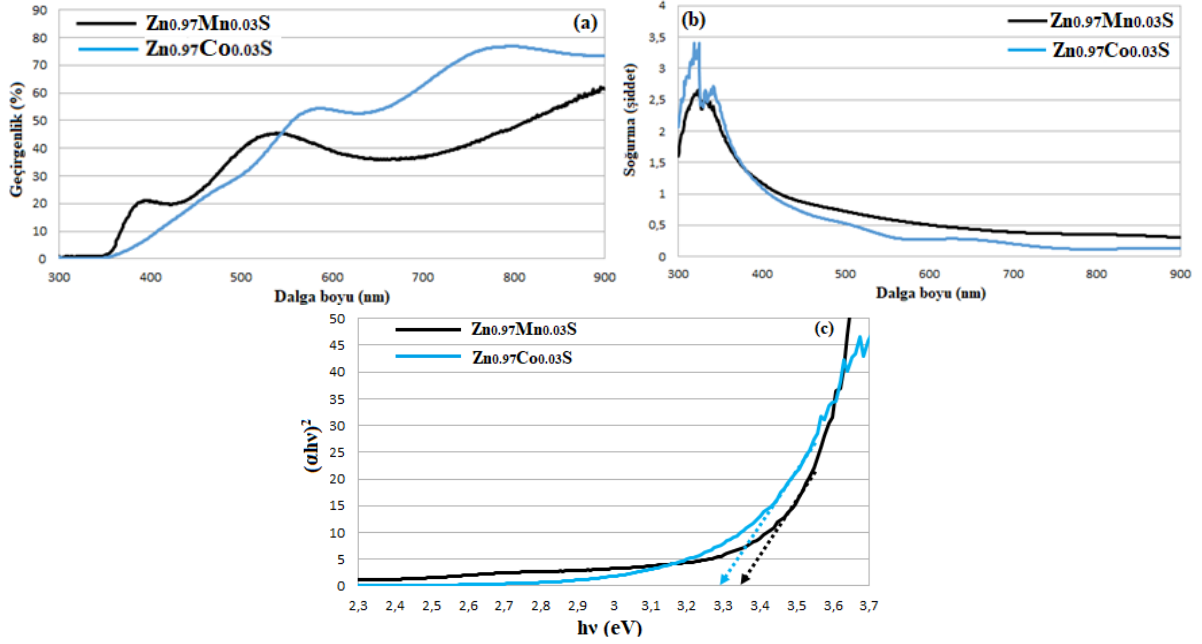 Zn0.97Mn0.03S
Zn0.97Co0.03S
(a)
Geçirgenlik (%)
90
80
70
60
50
40
30
20
10
0
300 400 500 600 700 800 900
Dalga boyu (nm)
(b)
Zn0.97Mn0.03S
Zn0.97Co0.03S
Soğurma (şiddet)
4
3,5
3
2,5
2
1,5
1
0,5
0
300 400 500 600 700 800 900
Dalga boyu (nm)
Zn0.97Mn0.03S
Zn0.97Co0.03S
(c)
(αhν)²
50
45
40
35
30
25
20
15
10
5
0
2,3 2,4 2,5 2,6 2,7 2,8 2,9 3 3,1 3,2 3,3 3,4 3,5 3,6 3,7
hν (eV)